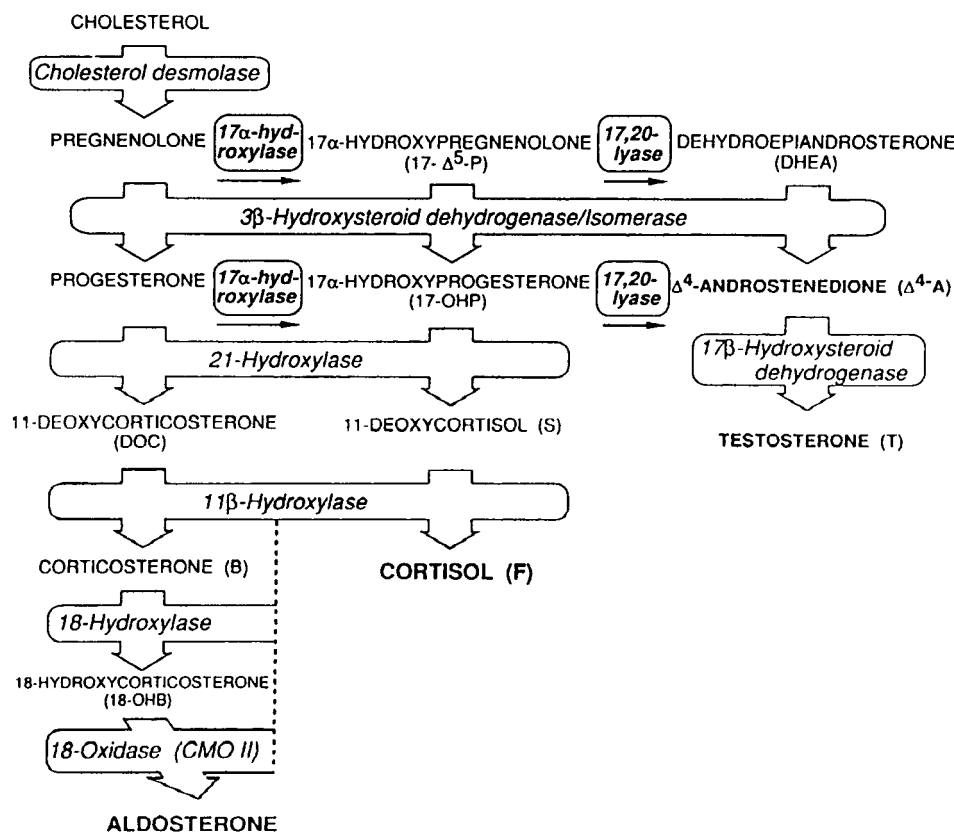 CHOLESTEROL
Cholesterol desmolase
PREGNENOLONE
17α-hyd-
roxylase
17α-HYDROXYPREGNENOLONE
(17- Δ⁵-P)
17,20-
lyase
DEHYDROEPIANDROSTERONE
(DHEA)
3β-Hydroxysteroid dehydrogenase/Isomerase
PROGESTERONE
17α-hyd-
roxylase
17α-HYDROXYPROGESTERONE
(17-OHP)
17,20-
lyase
Δ⁴-ANDROSTENEDIONE (Δ⁴-A)
21-Hydroxylase
17β-Hydroxysteroid
dehydrogenase
11-DEOXYCORTICOSTERONE
(DOC)
11-DEOXYCORTISOL (S)
TESTOSTERONE (T)
11β-Hydroxylase
CORTICOSTERONE (B)
CORTISOL (F)
18-Hydroxylase
18-HYDROXYCORTICOSTERONE
(18-OHB)
18-Oxidase (CMO II)
ALDOSTERONE